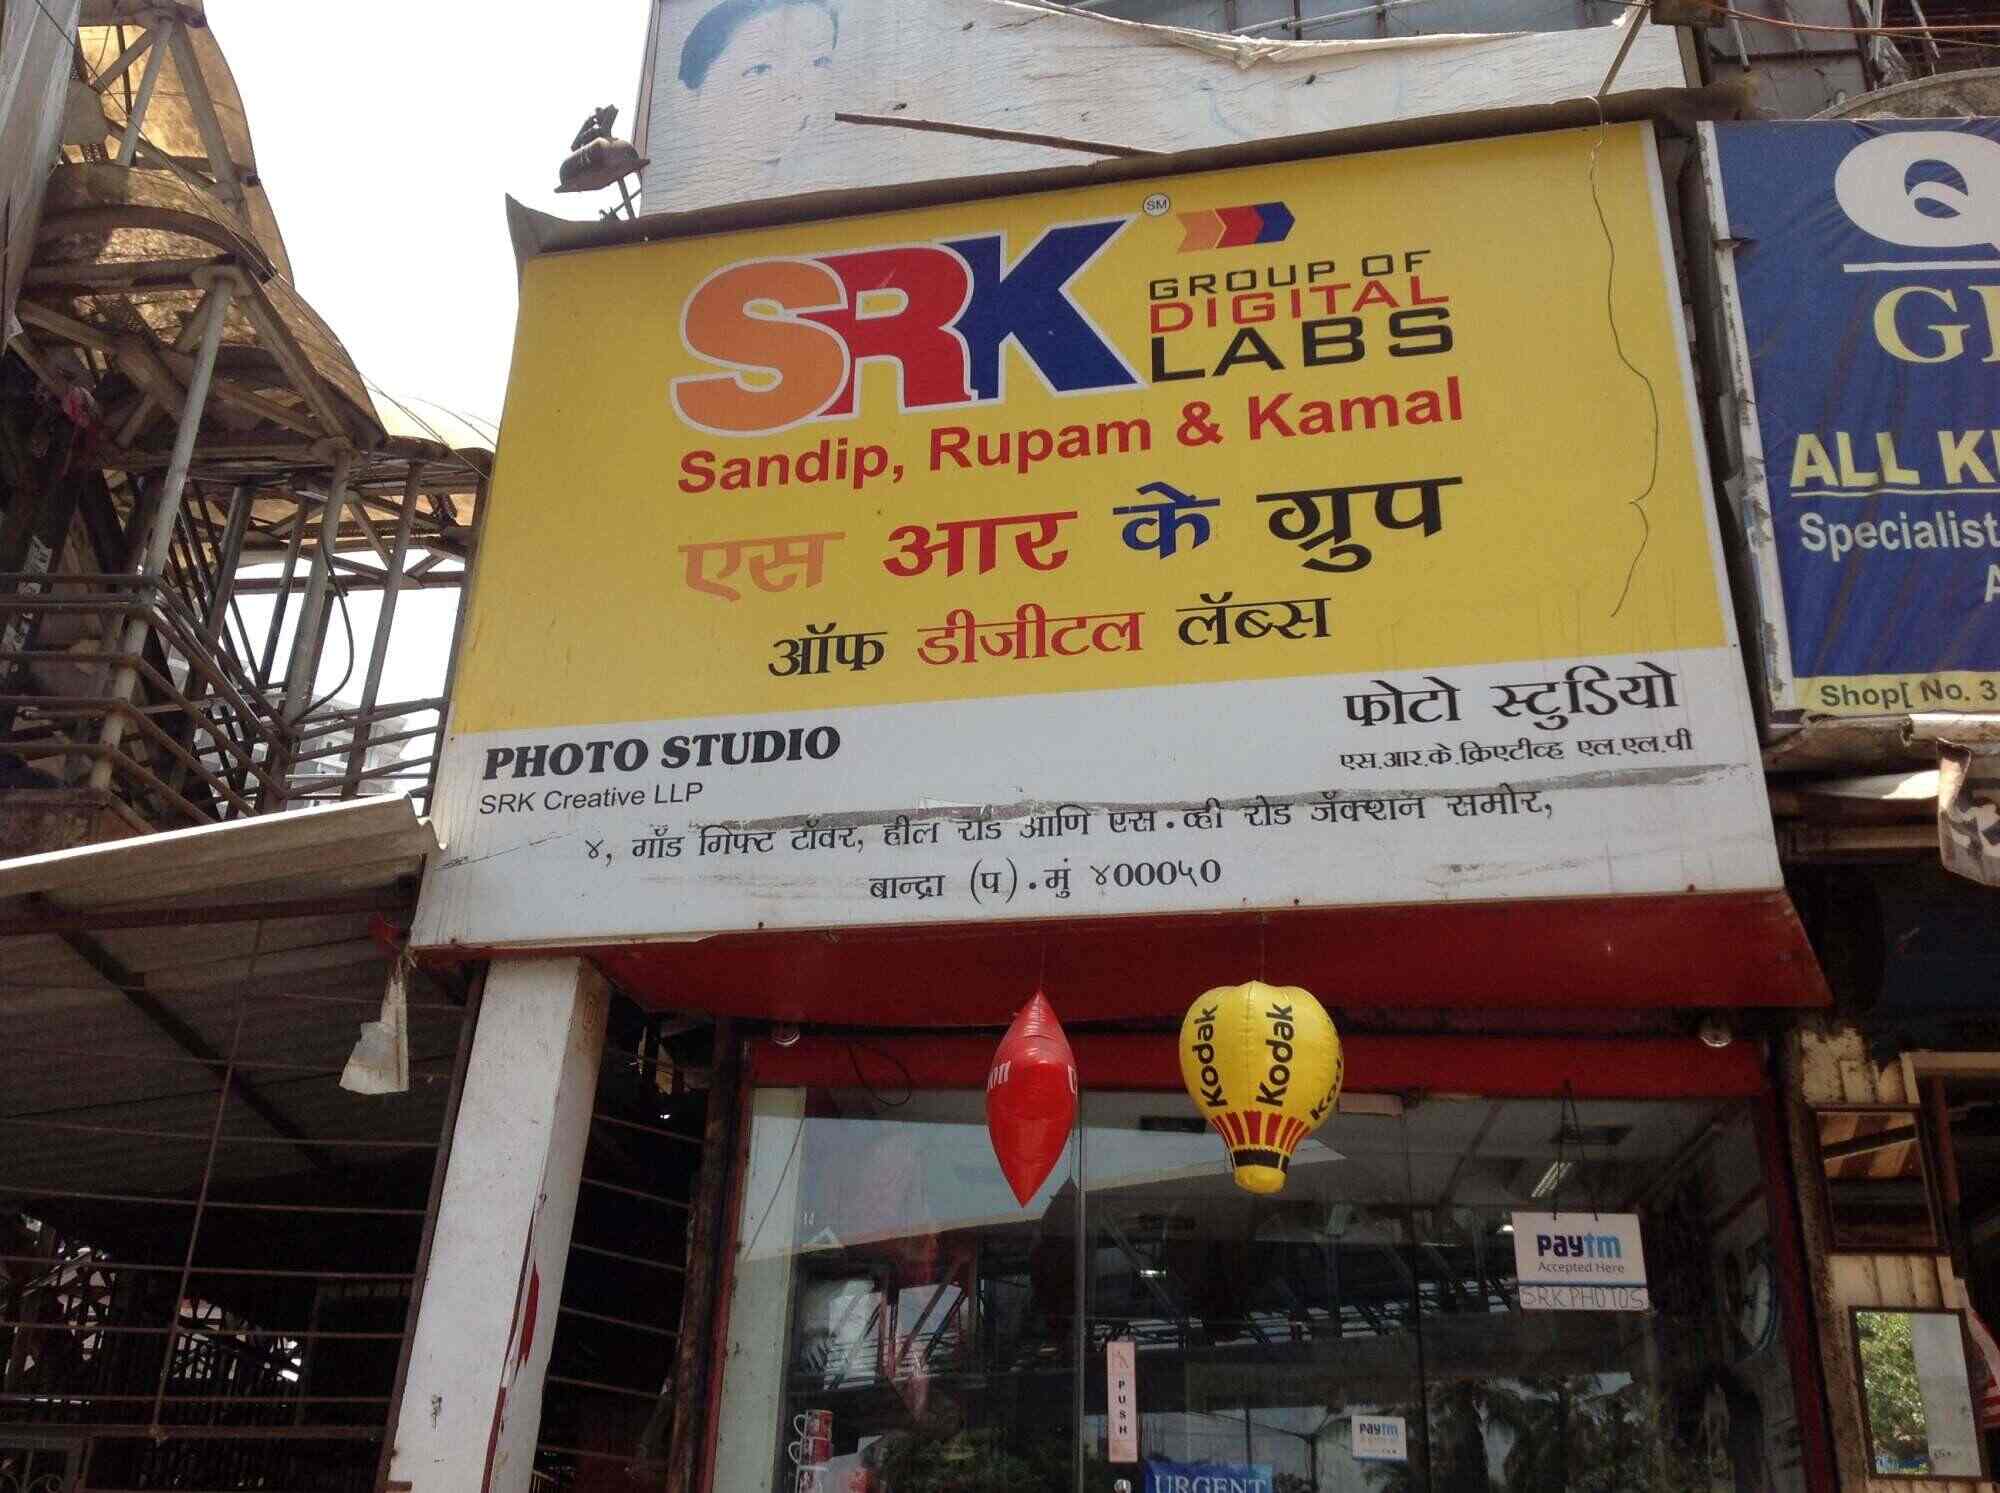 SRK SM
GROUP OF
DIGITAL
LABS
Sandip, Rupam & Kamal
एस आर के ग्रुप
ऑफ डीजीटल लॅब्स
PHOTO STUDIO
SRK Creative LLP
फोटो स्टुडियो
एस.आर.के.क्रिएटीव्ह एल.एल.पी
४, गॉड गिफ्ट टॉवर, हील रोड आणि एस.व्ही रोड जॅक्शन समोर,
बान्द्रा (प).मुं ४०००५०
ALL
Specialist
Shop[ No. 3
Kodak
Kodak
paytm
Accepted Here
SRK PHOTOS
PUSH
paytm
URGENT